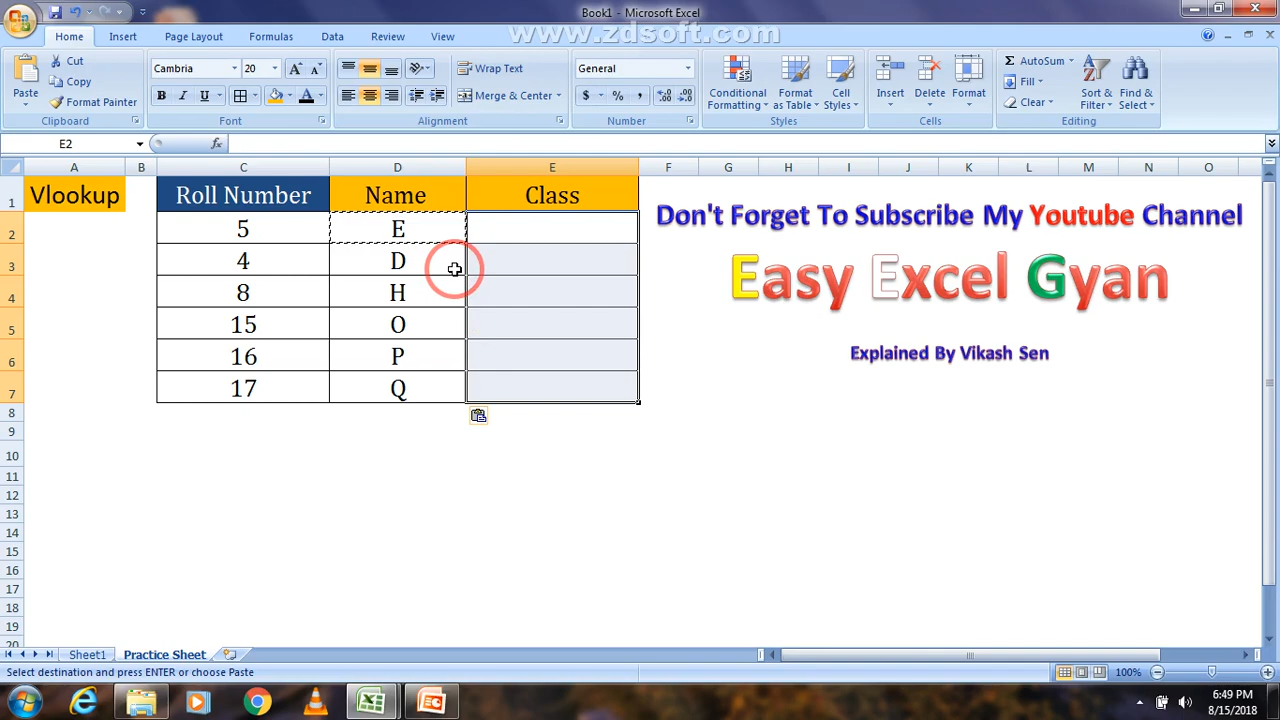 Book1 - Microsoft Excel
www.zdsoft.com
Home Insert Page Layout Formulas Data Review View
Paste
Cut
Copy
Format Painter
Clipboard
Cambria 20
B I U A
Font
Wrap Text
Merge & Center
Alignment
General
$ % ,
Number
Conditional Formatting
Format as Table
Cell Styles
Styles
Insert Delete Format
Cells
Σ AutoSum
Fill
Clear
Sort & Filter
Find & Select
Editing
E2
fx
A B C D E F G H I J K L M N O
1 Vlookup Roll Number Name Class
2 5 E
3 4 D
4 8 H
5 15 O
6 16 P
7 17 Q
8
9
10
11
12
13
14
15
16
17
18
19
20
Don't Forget To Subscribe My Youtube Channel
Easy Excel Gyan
Explained By Vikash Sen
Sheet1 Practice Sheet
Select destination and press ENTER or choose Paste
100%
6:49 PM
8/15/2018